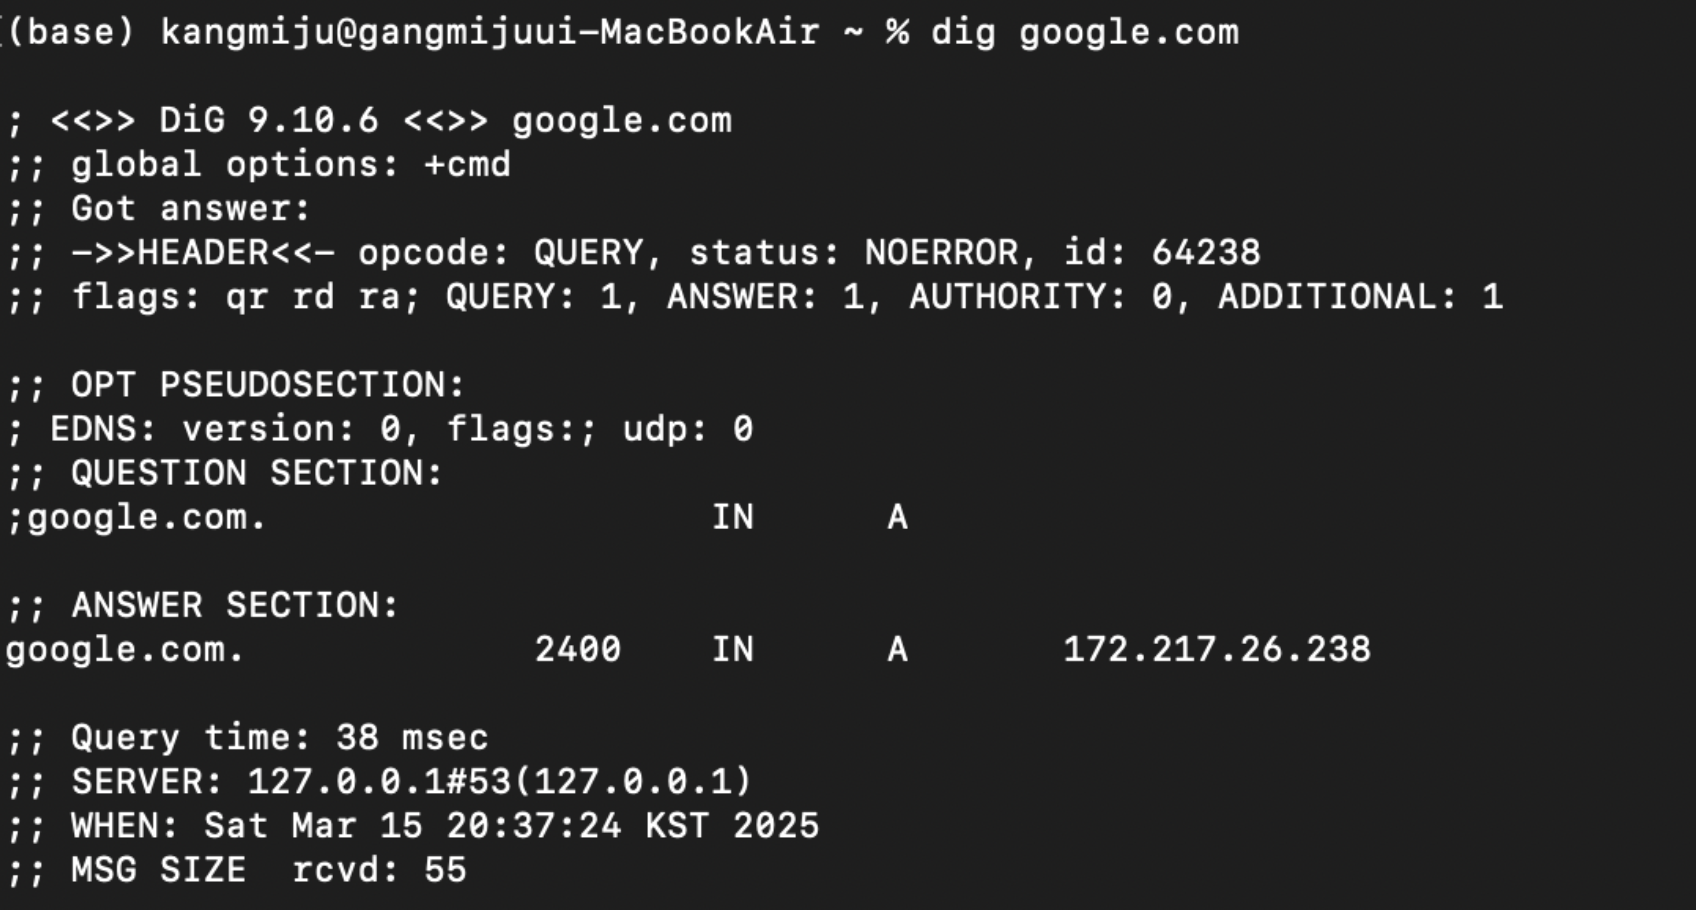 (base) kangmiju@gangmijuui-MacBookAir ~ % dig google.com
; <<>> DiG 9.10.6 <<>> google.com
;; global options: +cmd
;; Got answer:
;; ->>HEADER<<- opcode: QUERY, status: NOERROR, id: 64238
;; flags: qr rd ra; QUERY: 1, ANSWER: 1, AUTHORITY: 0, ADDITIONAL: 1
;; OPT PSEUDOSECTION:
; EDNS: version: 0, flags:; udp: 0
;; QUESTION SECTION:
;google.com. IN A
;; ANSWER SECTION:
google.com. 2400 IN A 172.217.26.238
;; Query time: 38 msec
;; SERVER: 127.0.0.1#53(127.0.0.1)
;; WHEN: Sat Mar 15 20:37:24 KST 2025
;; MSG SIZE  rcvd: 55